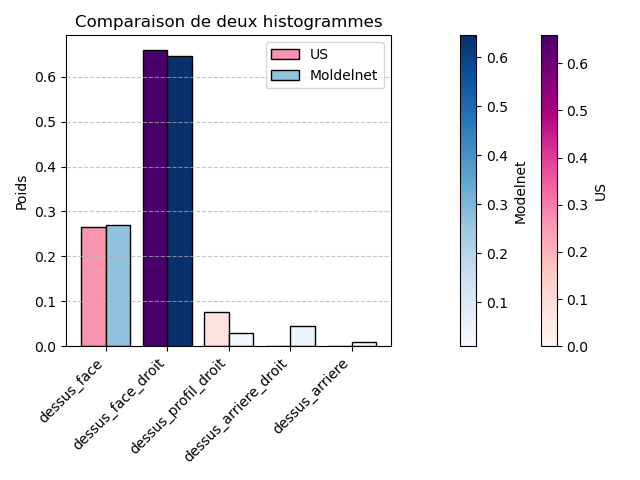 Comparaison de deux histogrammes
US
Moldelnet
Poids
0.6
0.5
0.4
0.3
0.2
0.1
0.0
dessus_face
dessus_face_droit
dessus_profil_droit
dessus_arriere_droit
dessus_arriere
0.6
0.5
0.4
0.3
0.2
0.1
Modelnet
0.6
0.5
0.4
0.3
0.2
0.1
0.0
US